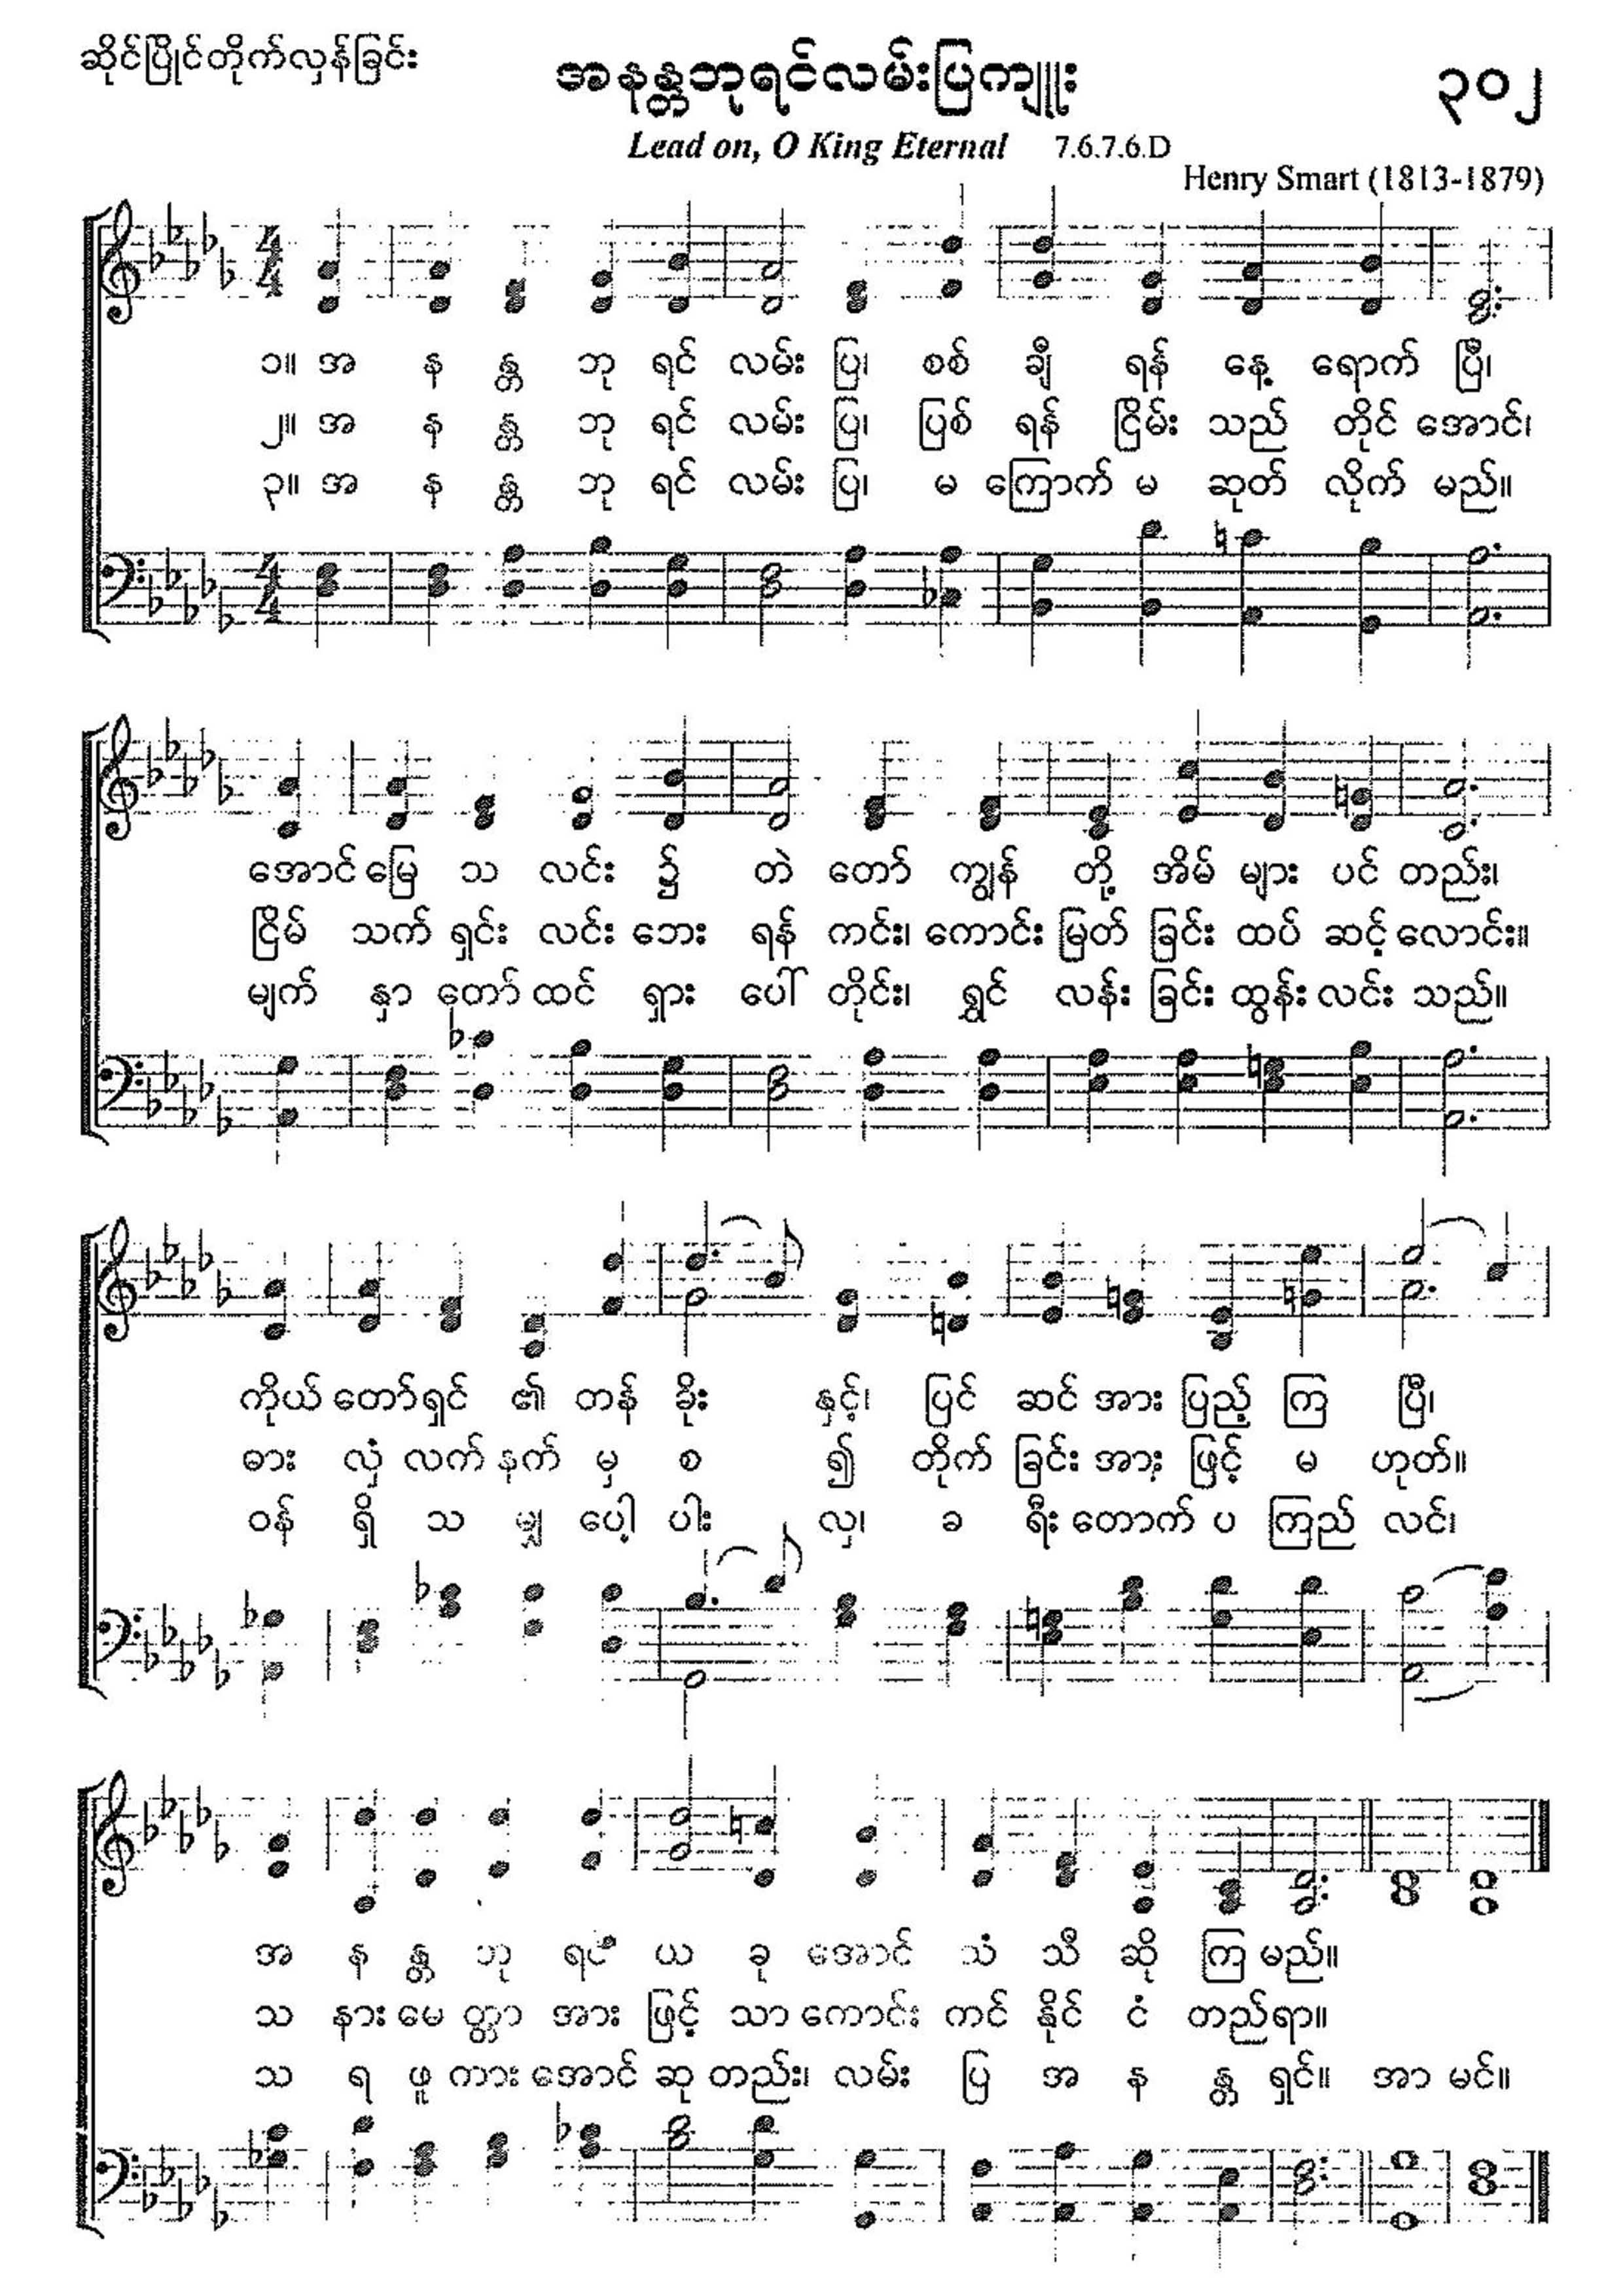 ဆိုင်ပြိုင်တိုက်လှန်ခြင်း
အနန္တဘုရင်လမ်းပြကျူး
၃၀၂
Lead on, O King Eternal 7.6.7.6.D
Henry Smart (1813-1879)
၁။ အ န န္တ ဘု ရင် လမ်း ပြ၊ စစ် ချီ ရန် နေ့ ရောက် ပြီ၊
၂။ အ န န္တ ဘု ရင် လမ်း ပြ၊ ပြစ် ရန် ငြိမ်း သည် တိုင် အောင်၊
၃။ အ န န္တ ဘု ရင် လမ်း ပြ၊ မ ကြောက် မ ဆုတ် လိုက် မည်။
အောင် မြေ သ လင်း ၌ တဲ တော် ကျွန် တို့ အိမ် များ ပင် တည်း၊
ငြိမ် သက် ရှင်း လင်း ဘေး ရန် ကင်း၊ ကောင်း မြတ် ခြင်း ထပ် ဆင့် လောင်း။
မျက် နှာ တော် ထင် ရှား ပေါ် တိုင်း၊ ရွှင် လန်း ခြင်း ထွန်း လင်း သည်။
ကိုယ် တော်ရှင် ၏ တန် ခိုး နှင့်၊ ပြင် ဆင် အား ပြည့် ကြ ပြီ၊
ဓား လှံ လက် နက် မှ စ ၍ တိုက် ခြင်း အား ဖြင့် မ ဟုတ်။
ဝန် ရှိ သ မျှ ပေါ့ ပါး လှ၊ ခ ရီး တောက် ပ ကြည် လင်၊
အ န န္တ ဘု ရင် ယ ခု အောင် သံ သီ ဆို ကြ မည်။
သ နား မေ တ္တာ အား ဖြင့် သာ ကောင်း ကင် နိုင် ငံ တည်ရာ။
သ ရ ဖူ ကား အောင် ဆု တည်း၊ လမ်း ပြ အ န န္တ ရှင်။ အာ မင်။